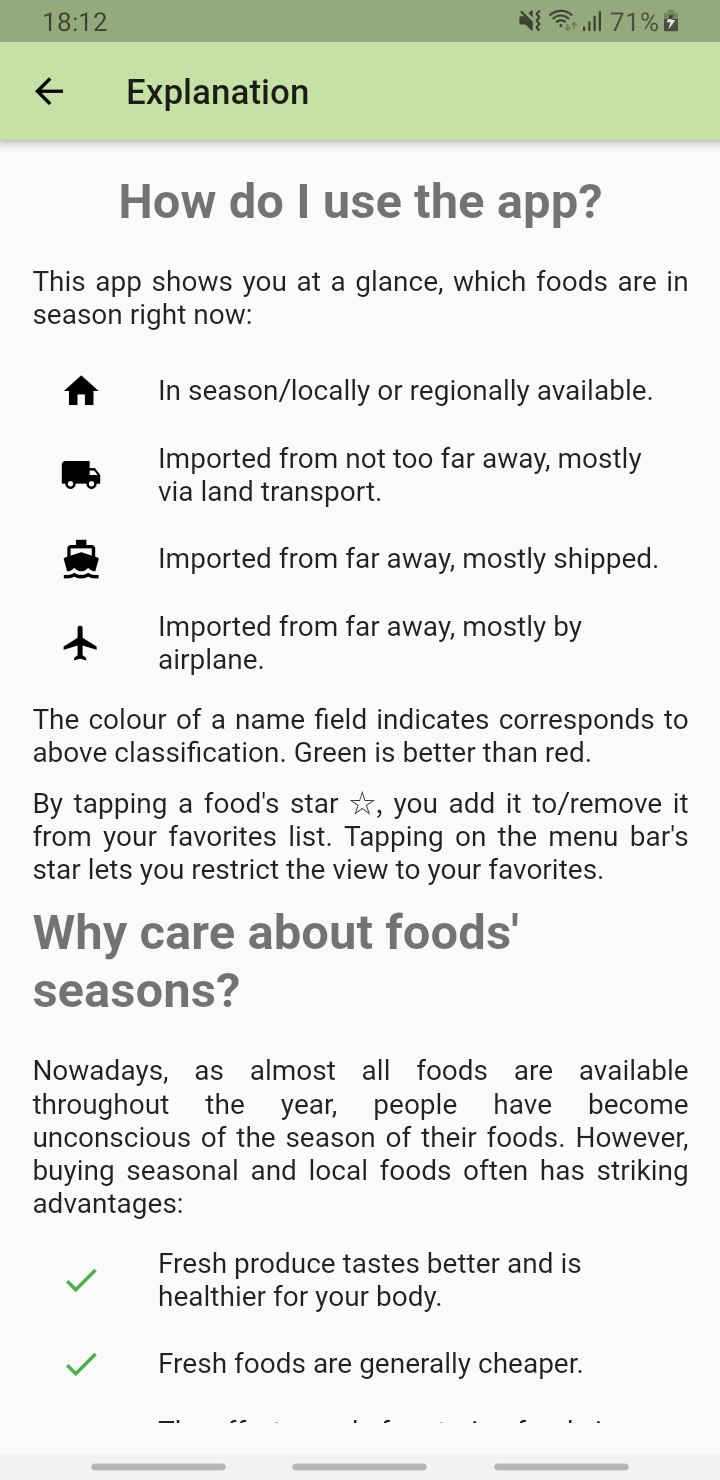 18:12
71%
Explanation
How do I use the app?
This app shows you at a glance, which foods are in
season right now:
In season/locally or regionally available.
Imported from not too far away, mostly
via land transport.
Imported from far away, mostly shipped.
Imported from far away, mostly by
airplane.
The colour of a name field indicates corresponds to
above classification. Green is better than red.
By tapping a food's star ☆, you add it to/remove it
from your favorites list. Tapping on the menu bar's
star lets you restrict the view to your favorites.
Why care about foods'
seasons?
Nowadays, as almost all foods are available
throughout the year, people have become
unconscious of the season of their foods. However,
buying seasonal and local foods often has striking
advantages:
Fresh produce tastes better and is
healthier for your body.
Fresh foods are generally cheaper.